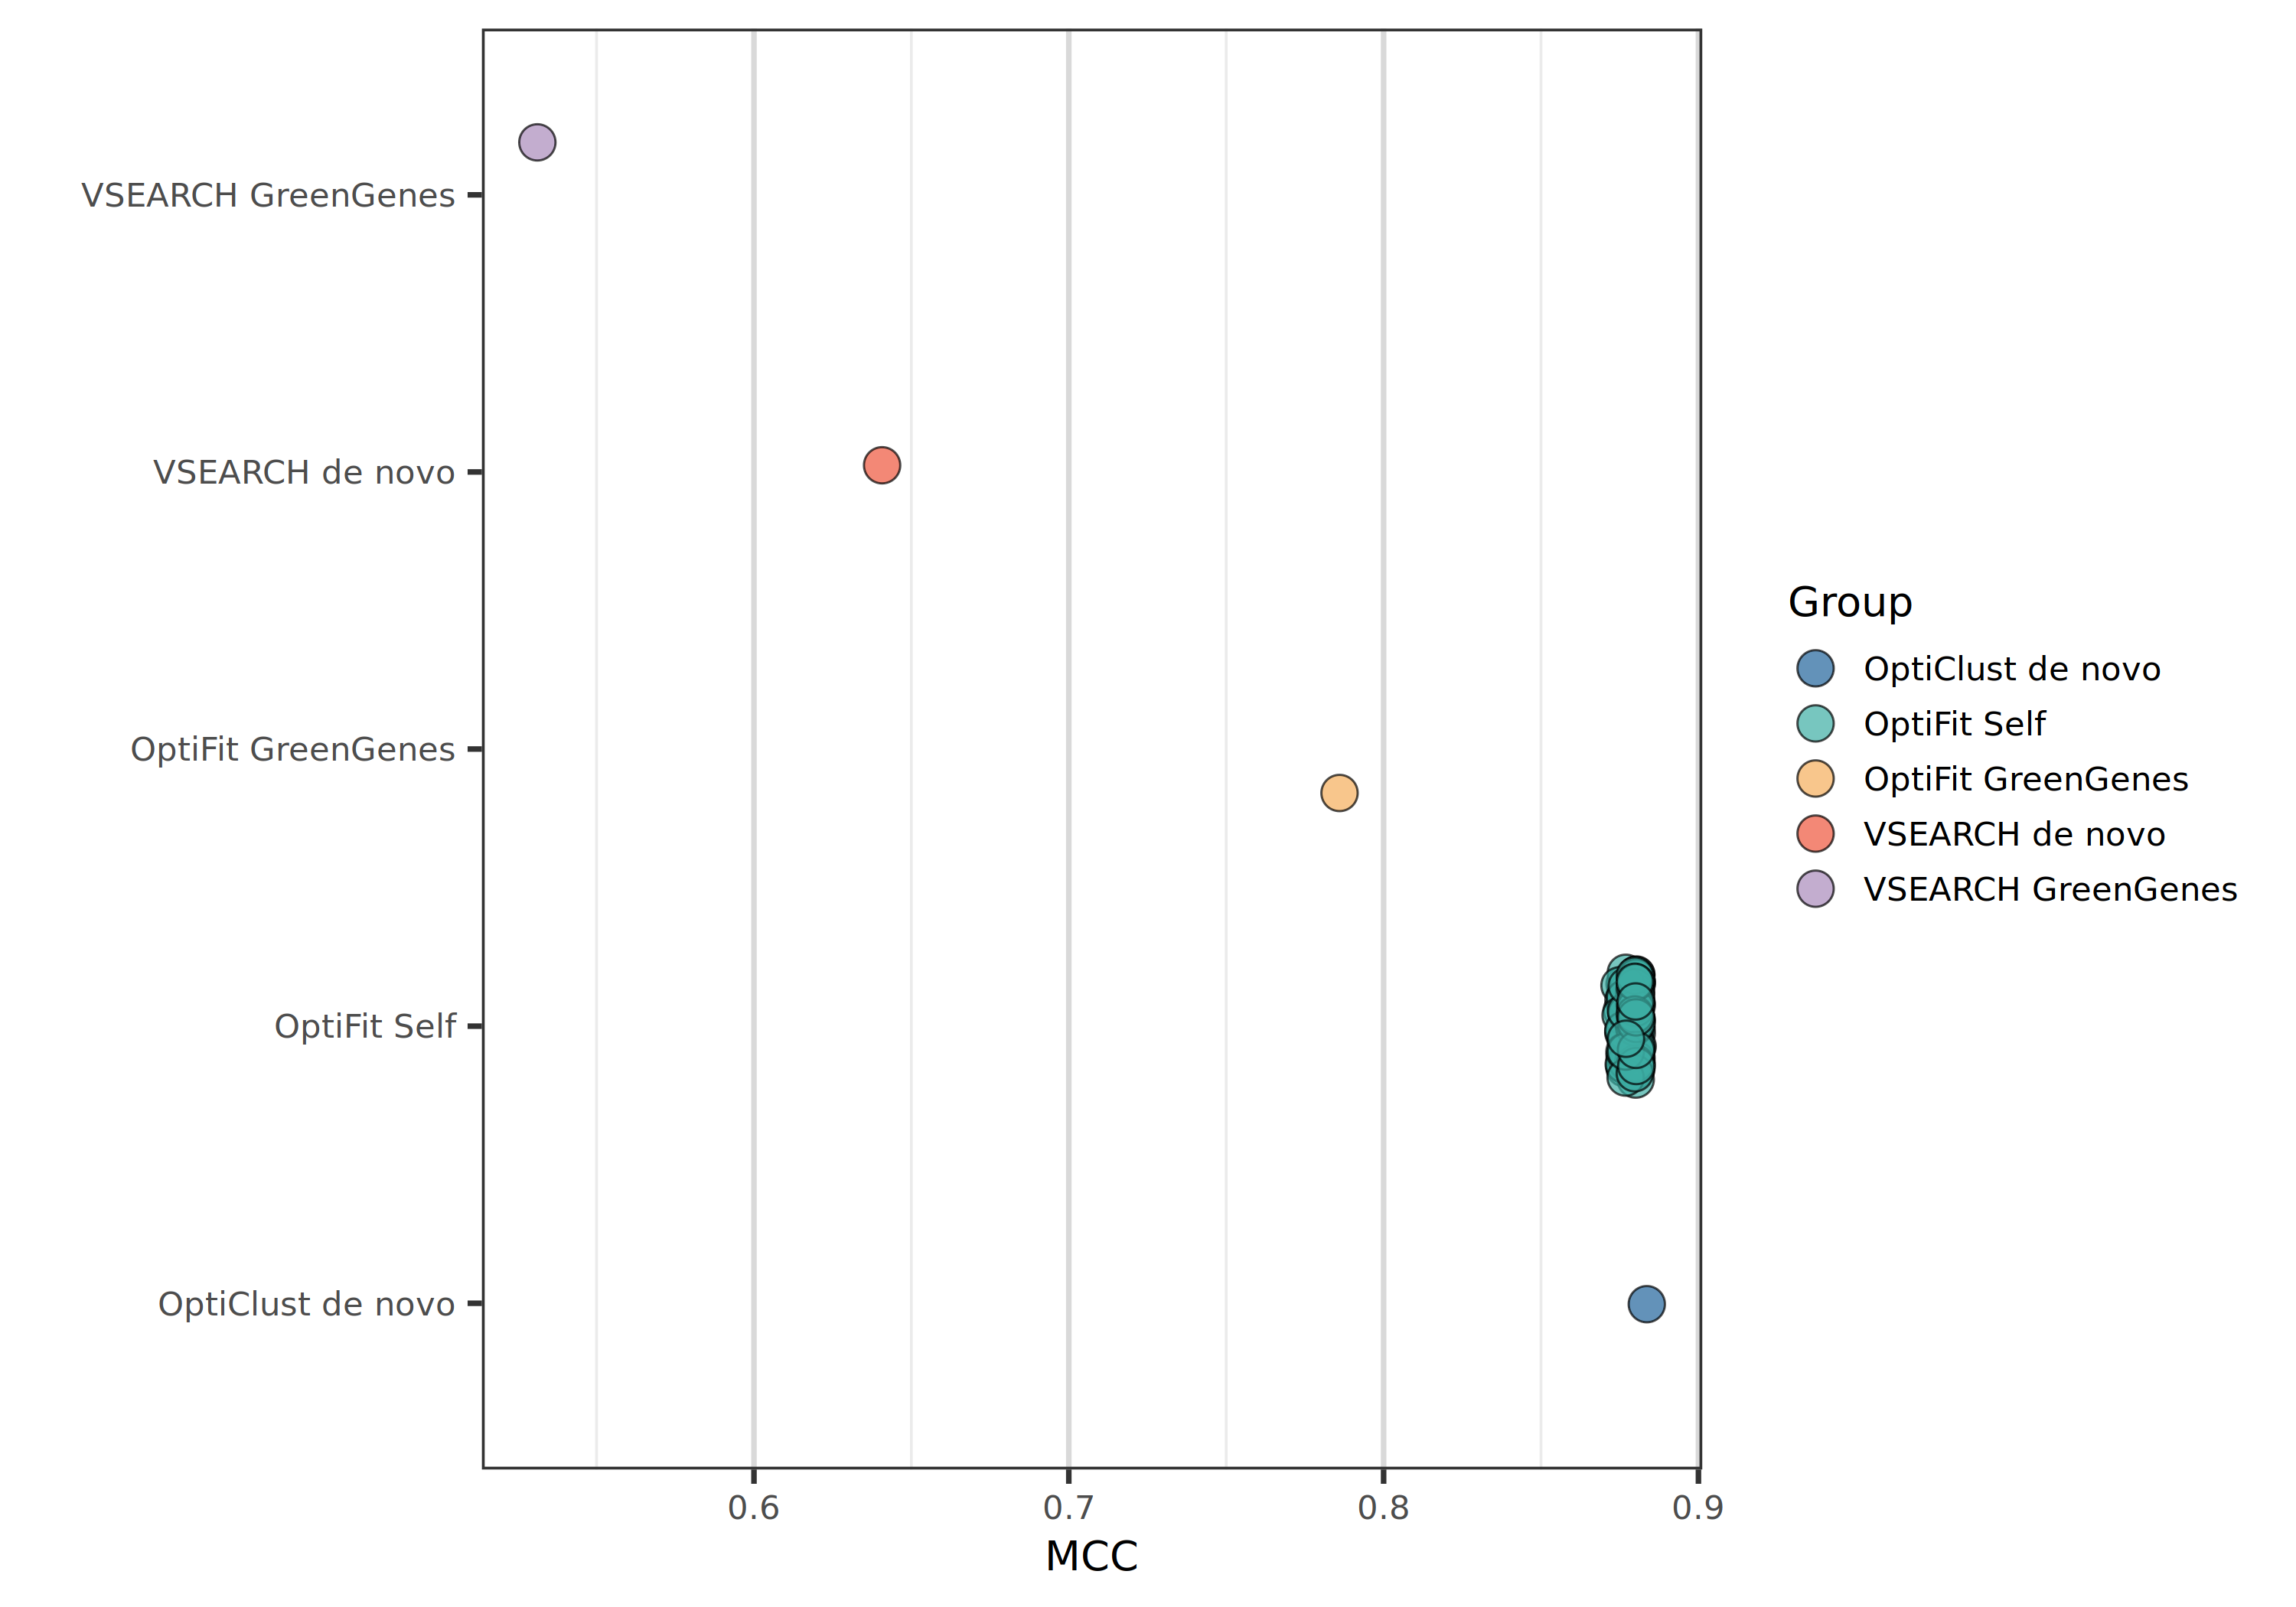 VSEARCH GreenGenes
VSEARCH de novo
OptiFit GreenGenes
OptiFit Self
OptiClust de novo
0.6
0.7
0.8
0.9
MCC
Group
OptiClust de novo
OptiFit Self
OptiFit GreenGenes
VSEARCH de novo
VSEARCH GreenGenes